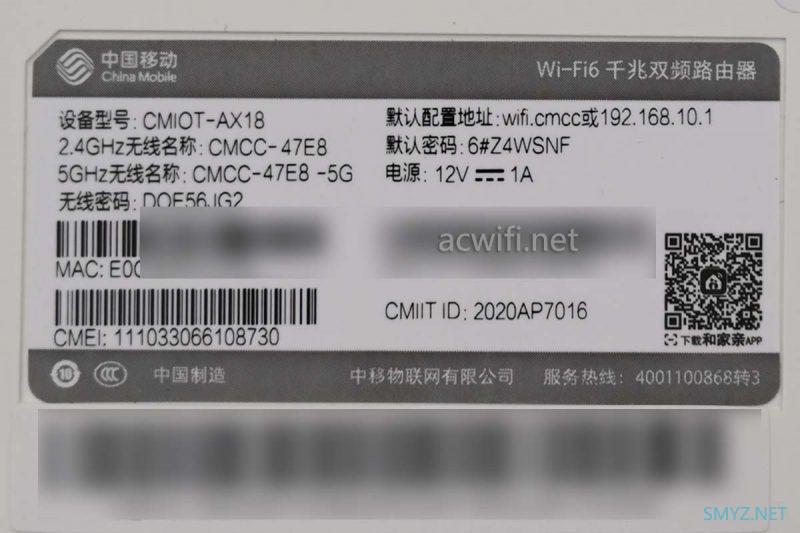 中国移动
China Mobile
Wi-Fi6 千兆双频路由器
设备型号: CMIOT-AX18
2.4GHz无线名称: CMCC-47E8
5GHz无线名称: CMCC-47E8 -5G
无线密码: DOE56JG2
MAC: E0
CMEI: 111033066108730
默认配置地址: wifi.cmcc或192.168.10.1
默认密码: 6#Z4WSNF
电源: 12V 1A
acwifi.net
CMIIT ID: 2020AP7016
下载和家亲APP
10
CCC
中国制造
中移物联网有限公司
服务热线: 4001100868转3
SMYZ.NET